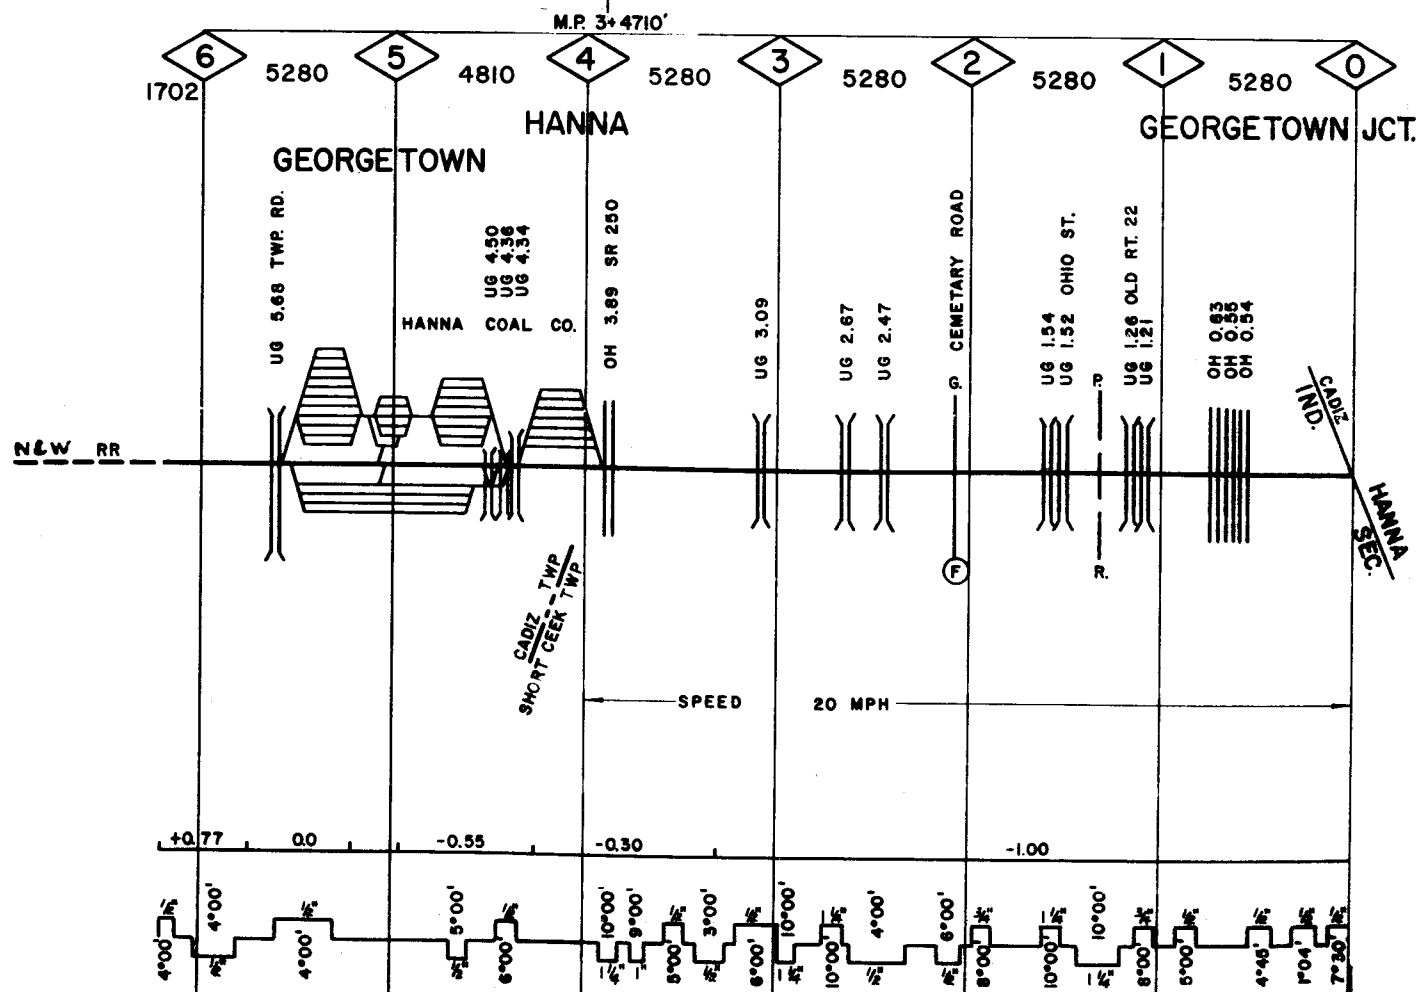 M.P. 3+4710'
6
5
4
3
2
1
0
1702
5280
4810
5280
5280
5280
5280
HANNA
GEORGETOWN JCT.
GEORGETOWN
UG 5.68 TWP. RD.
UG 4.50
UG 4.36
UG 4.34
OH 3.89 SR 250
UG 3.09
UG 2.67
UG 2.47
G CEMETARY ROAD
UG 1.54
UG 1.52 OHIO ST.
UG 1.26 OLD RT. 22
UG 1.21
OH 0.63
OH 0.55
OH 0.54
HANNA COAL CO.
P.
CADIZ
IND.
N&W RR
HANNA
SEC.
F
R.
CADIZ TWP
SHORT CEEK TWP
SPEED 20 MPH
+0.77
0.0
-0.55
-0.30
-1.00
4°00'
5°00'
10°00'
9°00'
3°00'
10°00'
4°00'
6°00'
10°00'
4°00'
4°00'
6°00'
5°00'
6°00'
10°00'
8°00'
10°00'
8°00'
5°00'
4°45'
1°04'
7°30'